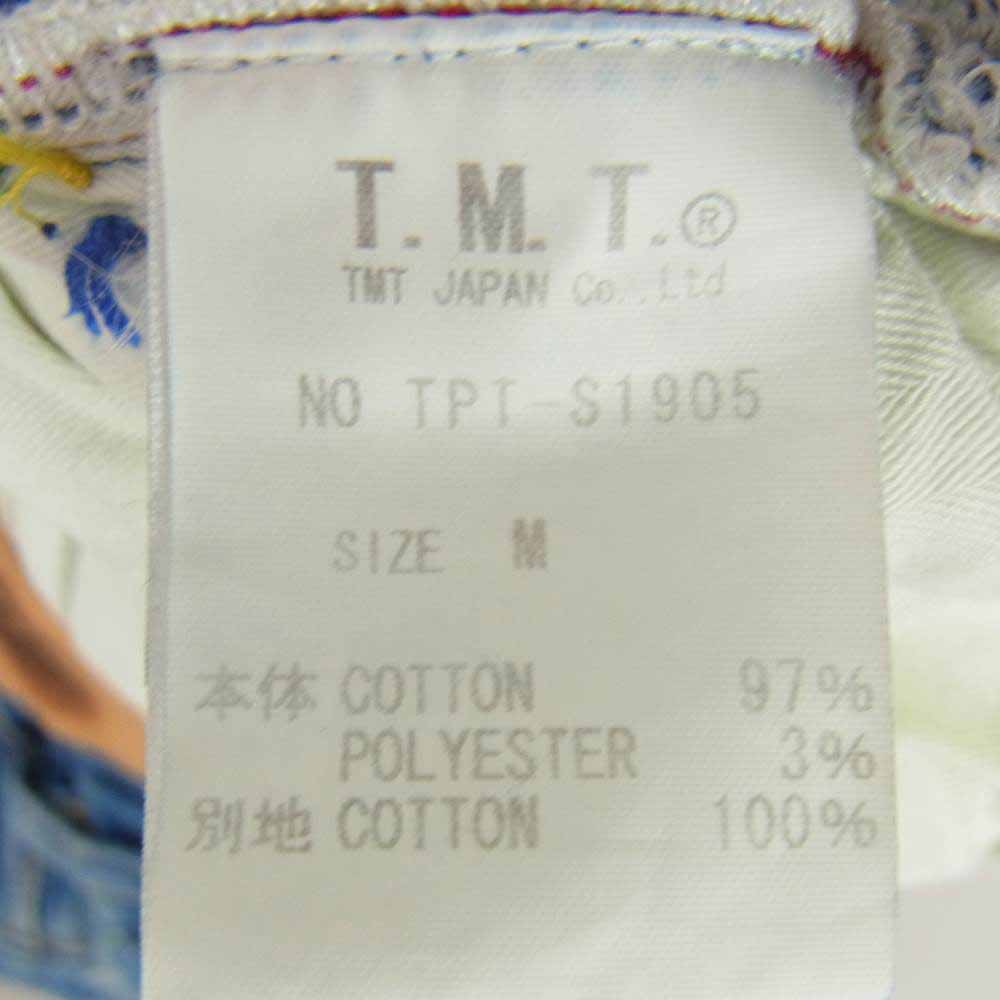 T.M.T.®
TMT JAPAN Co.,Ltd
NO TPT-S1905
SIZE M
本体 COTTON 97%
POLYESTER 3%
別地 COTTON 100%